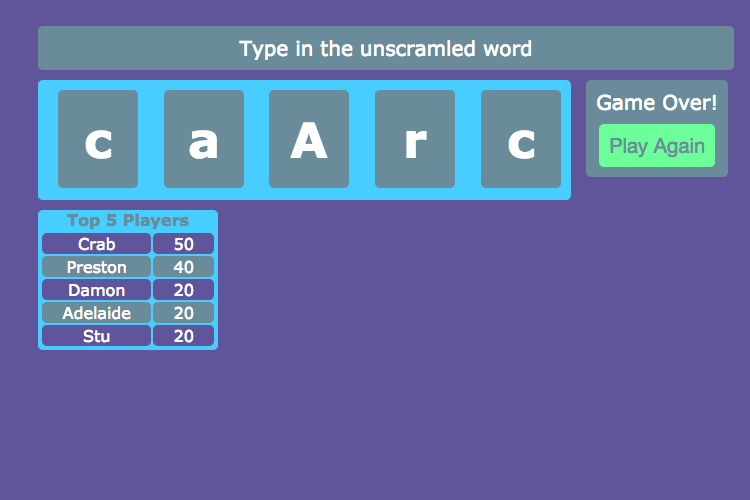 Type in the unscramled word
c a A r c
Game Over!
Play Again
Top 5 Players
Crab 50
Preston 40
Damon 20
Adelaide 20
Stu 20